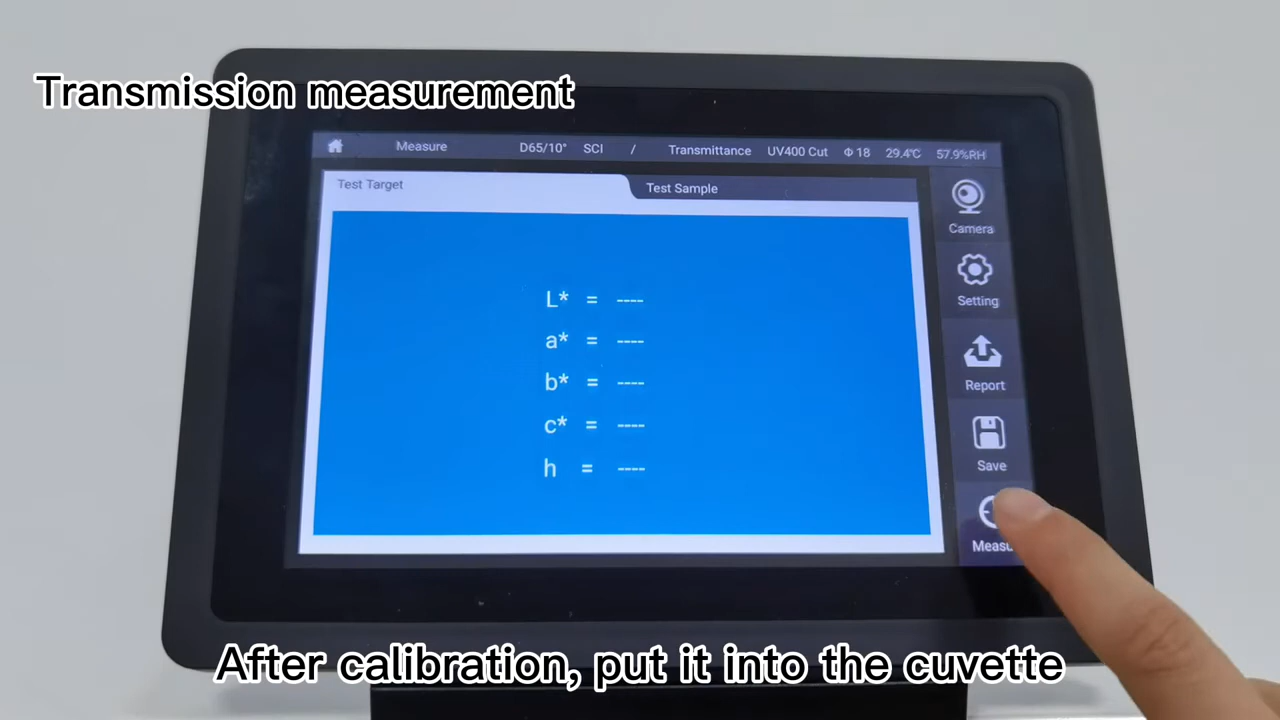 Transmission measurement
Measure D65/10° SCI / Transmittance UV400 Cut Φ 18 29.4℃ 57.9%RH
Test Target
Test Sample
L* = ----
a* = ----
b* = ----
c* = ----
h = ----
Camera
Setting
Report
Save
Measu
After calibration, put it into the cuvette